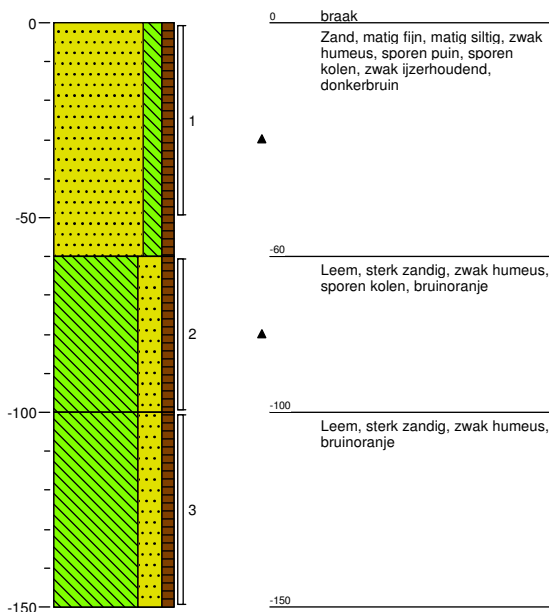 0
-50
-100
-150
1
2
3
0
braak
Zand, matig fijn, matig siltig, zwak
humeus, sporen puin, sporen
kolen, zwak ijzerhoudend,
donkerbruin
-60
Leem, sterk zandig, zwak humeus,
sporen kolen, bruinoranje
-100
Leem, sterk zandig, zwak humeus,
bruinoranje
-150